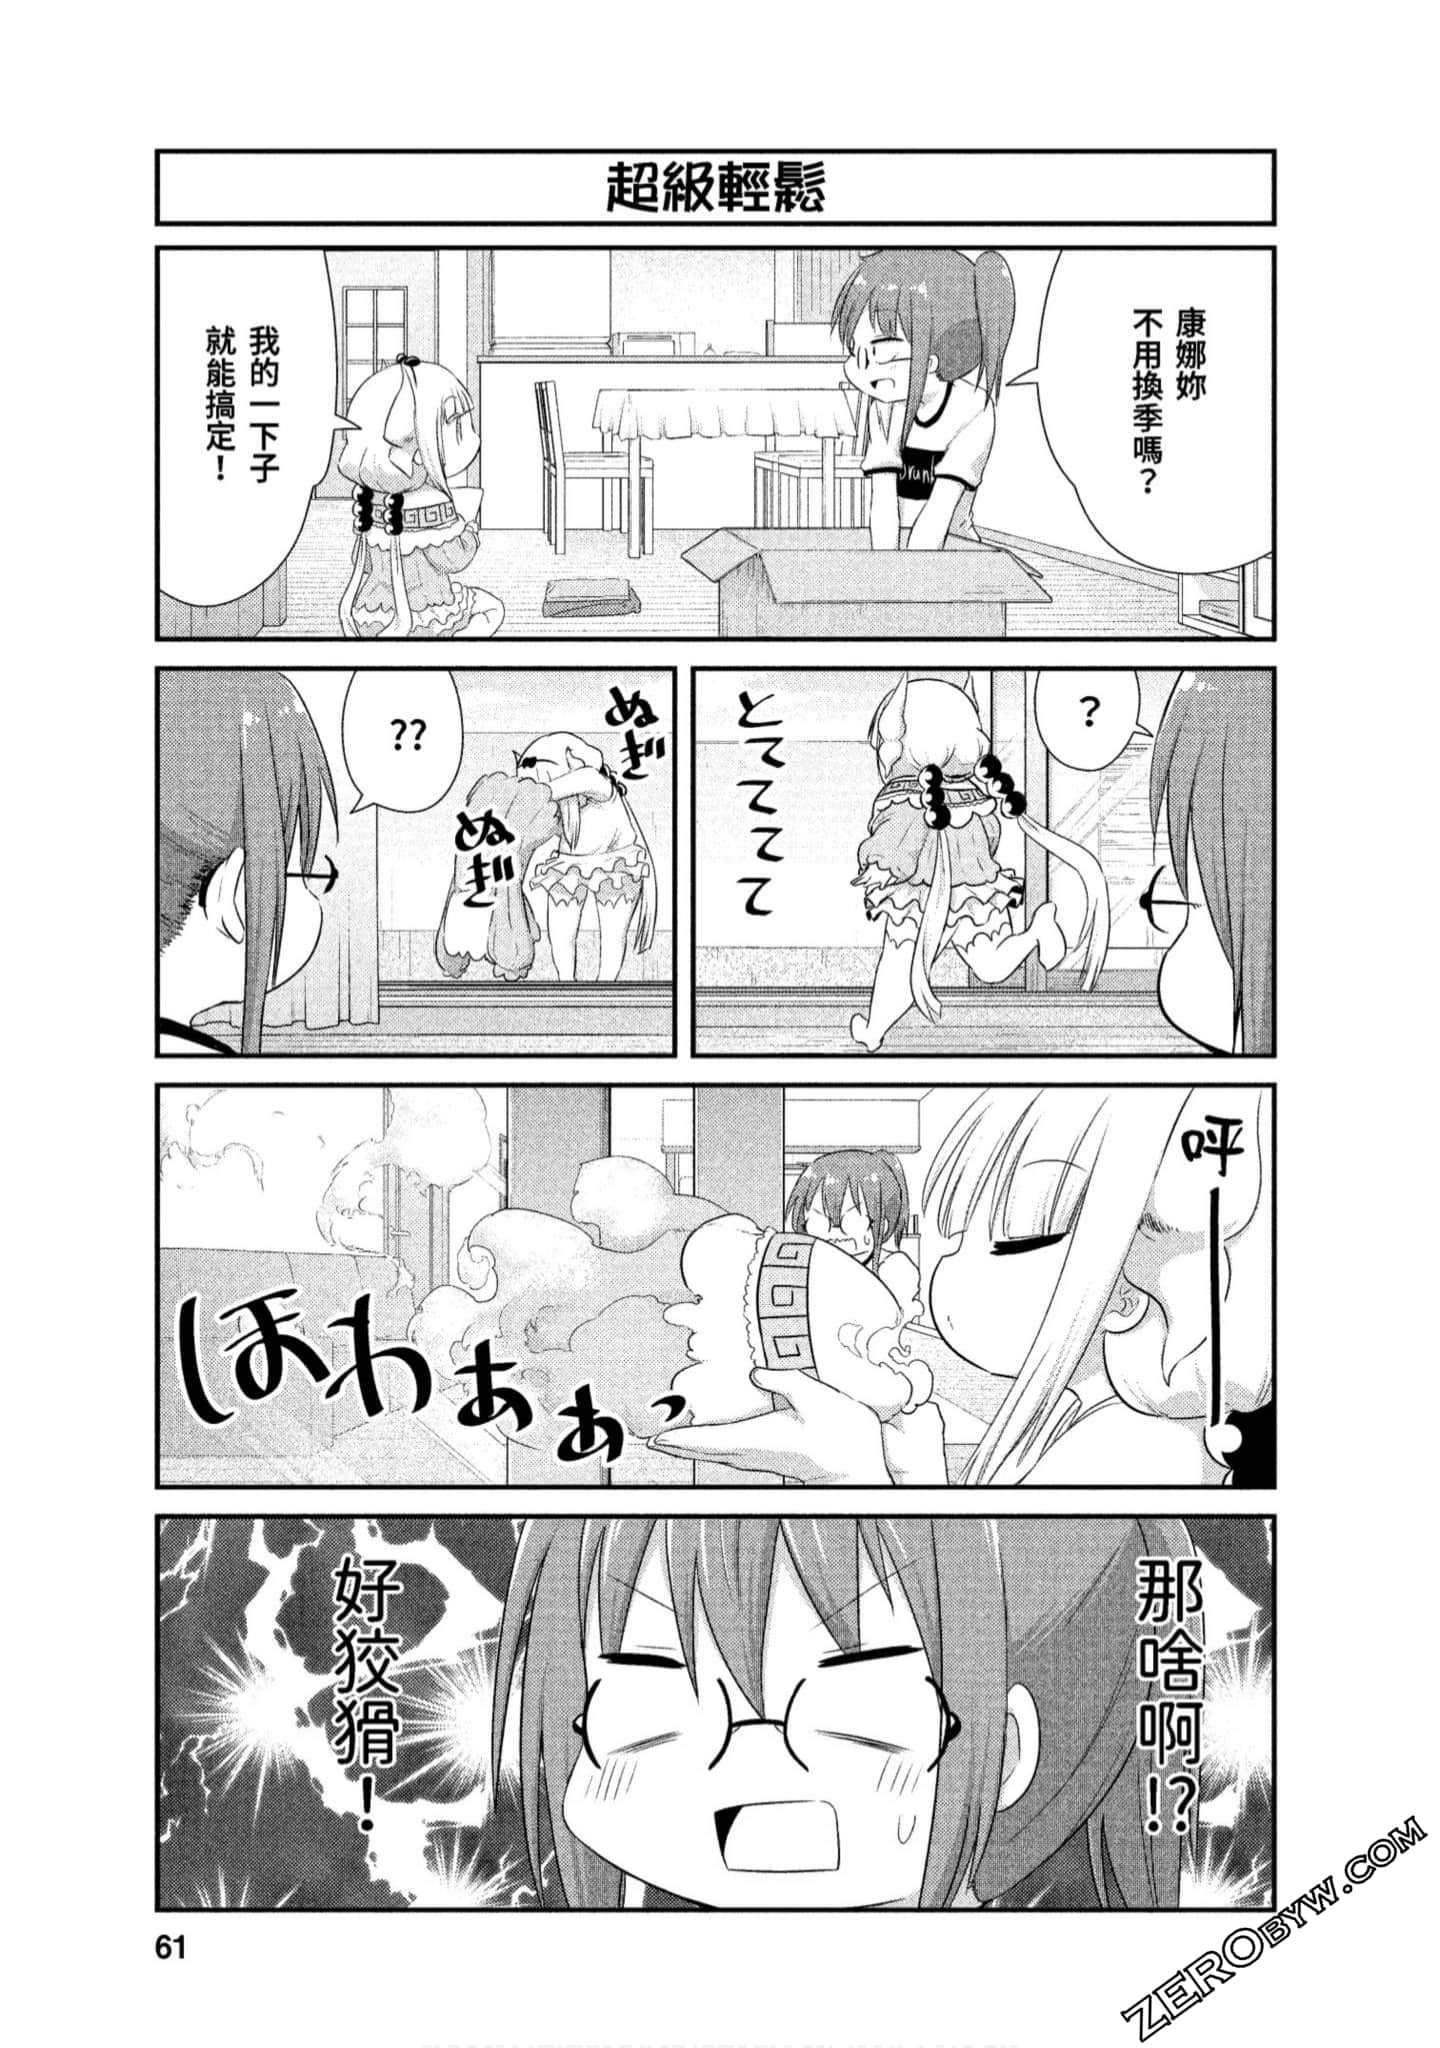 超級輕鬆
康娜妳
不用換季嗎？
Drunk
我的一下子
就能搞定！
？
とてててて
??
ぬぎ
ぬぎ
呼——
ほわぁぁっ
那啥啊!?
好狡猾！
61
ZEROBYW.COM